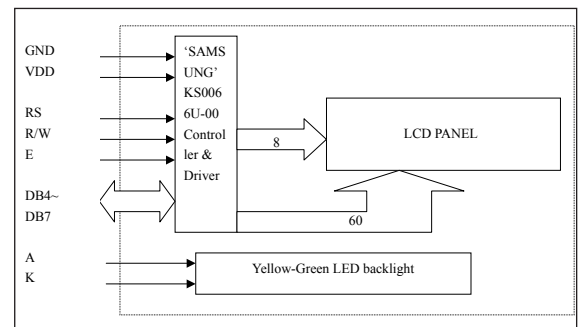 GND
VDD
RS
R/W
E
DB4~
DB7
A
K
‘SAMS
UNG’
KS006
6U-00
Control
ler &
Driver
8
LCD PANEL
60
Yellow-Green LED backlight